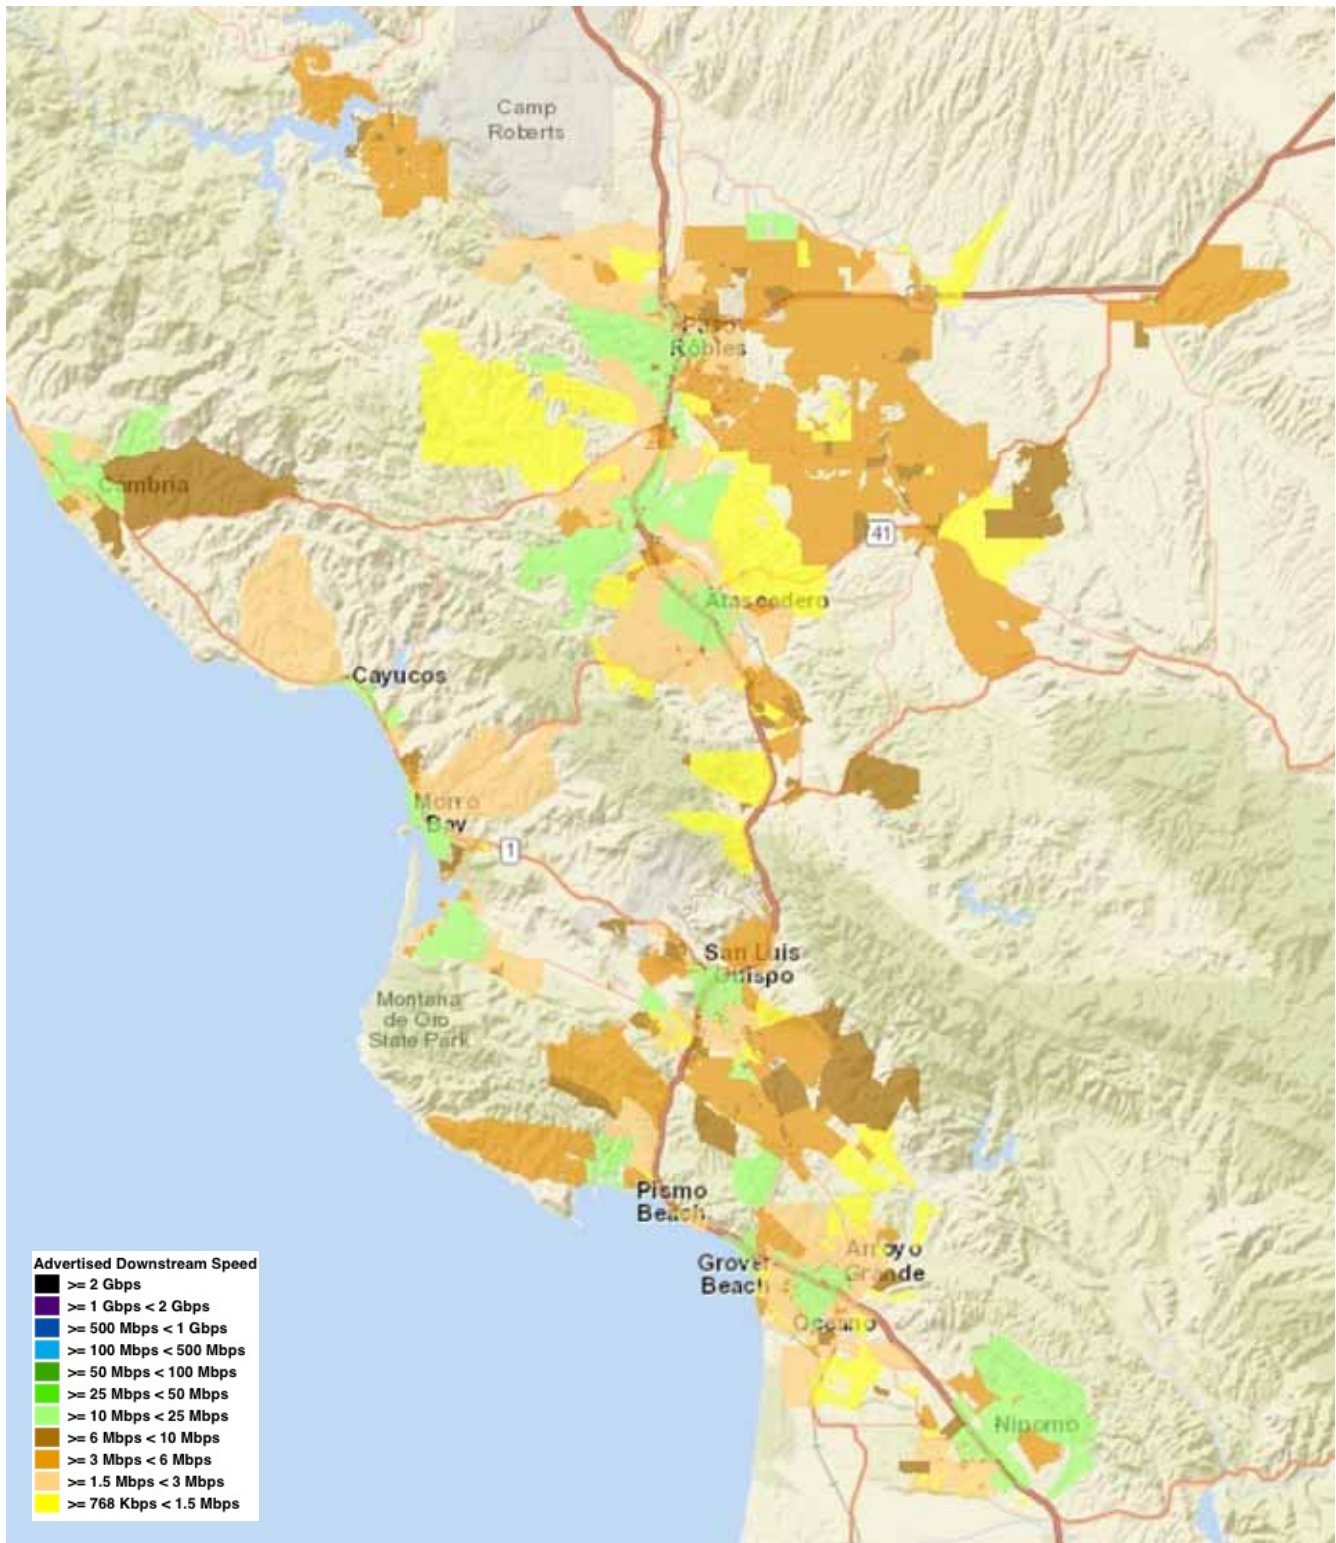 Camp
Roberts
Paso
Robles
Cambria
41
Atascadero
Cayucos
Morro
Bay
1
San Luis
Obispo
Montana
de Oro
State Park
Pismo
Beach
Arroyo
Grande
Grover
Beach
Oceano
Nipomo
Advertised Downstream Speed
>= 2 Gbps
>= 1 Gbps < 2 Gbps
>= 500 Mbps < 1 Gbps
>= 100 Mbps < 500 Mbps
>= 50 Mbps < 100 Mbps
>= 25 Mbps < 50 Mbps
>= 10 Mbps < 25 Mbps
>= 6 Mbps < 10 Mbps
>= 3 Mbps < 6 Mbps
>= 1.5 Mbps < 3 Mbps
>= 768 Kbps < 1.5 Mbps